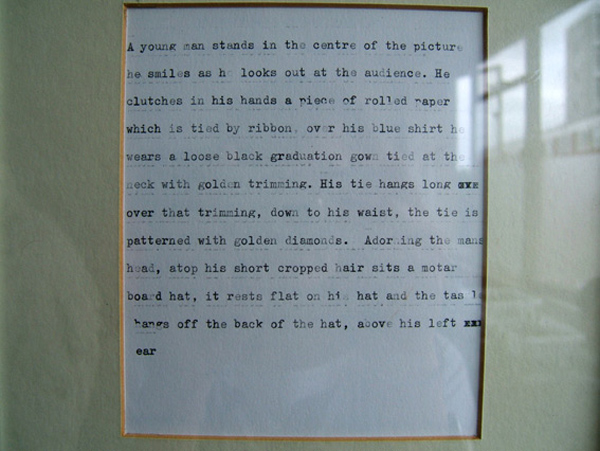 A young man stands in the centre of the picture
he smiles as he looks out at the audience. He
clutches in his hands a piece of rolled paper
which is tied by ribbon, over his blue shirt he
wears a loose black graduation gown tied at the
neck with golden trimming. His tie hangs long
over that trimming, down to his waist, the tie is
patterned with golden diamonds. Adorning the mans
head, atop his short cropped hair sits a motar
board hat, it rests flat on his hat and the
hangs off the back of the hat, above his left
ear